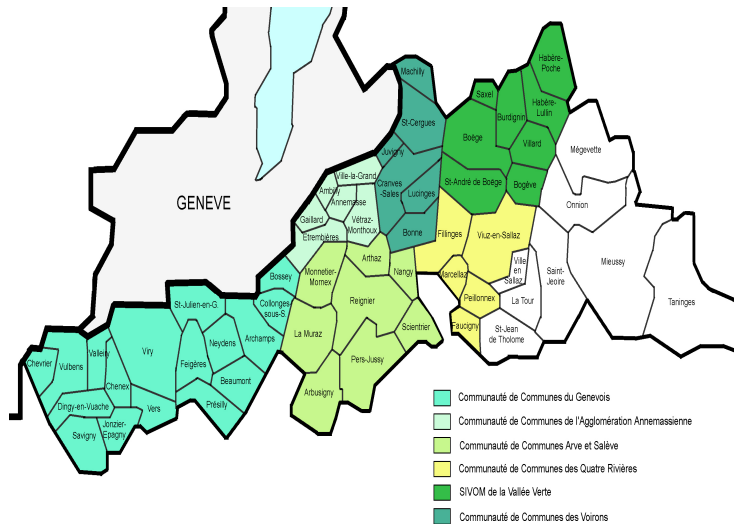 Habère-
Poche
Machilly
Saxel
Burdignin
Habère-
Lullin
St-Cergues
Boège
Villard
Mégevette
Juvigny
Ville-la-Grand
Cranves
-Sales
Lucinges
St-André de Boëge
Bogève
Ambilly
Annemasse
Onnion
GENEVE
Gaillard
Vétraz-
Monthoux
Etrembières
Bonne
Fillinges
Viuz-en-Sallaz
Arthaz
Bossey
Monnetier-
Mornex
Nangy
Marcellaz
Ville
en
Sallaz
Saint-
Jeoire
Mieussy
Taninges
St-Julien-en-G.
Collonges-
sous-S.
Reignier
Peillonnex
La Tour
Faucigny
Scientrier
St-Jean
de Tholome
Neydens
Archamps
La Muraz
Viry
Valleiry
Chevrier
Vulbens
Feigères
Pers-Jussy
Chenex
Beaumont
Arbusigny
Dingy-en-Vuache
Vers
Présilly
Jonzier-
Epagny
Savigny
Communauté de Communes du Genevois
Communauté de Communes de l'Agglomération Annemassienne
Communauté de Communes Arve et Salève
Communauté de Communes des Quatre Rivières
SIVOM de la Vallée Verte
Communauté de Communes des Voirons